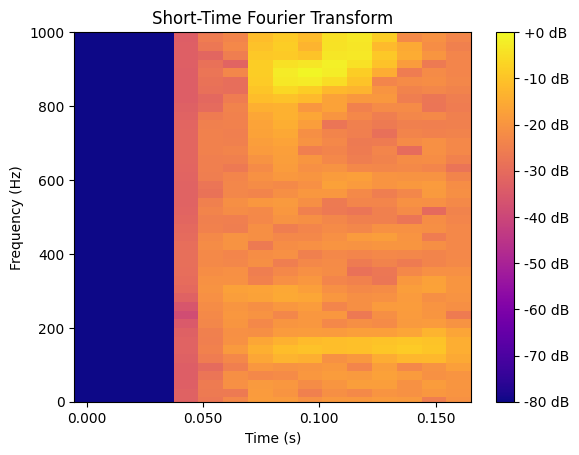 Short-Time Fourier Transform
1000
800
600
400
200
0
Frequency (Hz)
0.000
0.050
0.100
0.150
Time (s)
+0 dB
-10 dB
-20 dB
-30 dB
-40 dB
-50 dB
-60 dB
-70 dB
-80 dB